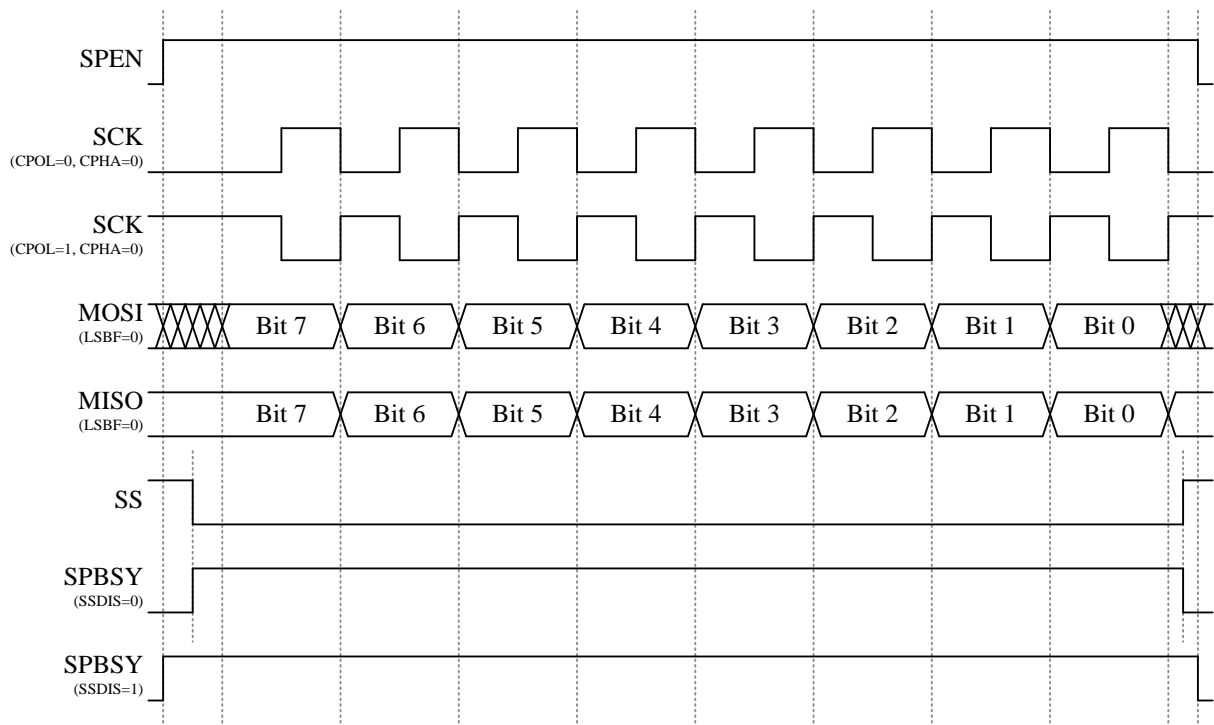 SPEN
SCK
(CPOL=0, CPHA=0)
SCK
(CPOL=1, CPHA=0)
MOSI
(LSBF=0)
Bit 7 Bit 6 Bit 5 Bit 4 Bit 3 Bit 2 Bit 1 Bit 0
MISO
(LSBF=0)
Bit 7 Bit 6 Bit 5 Bit 4 Bit 3 Bit 2 Bit 1 Bit 0
SS
SPBSY
(SSDIS=0)
SPBSY
(SSDIS=1)